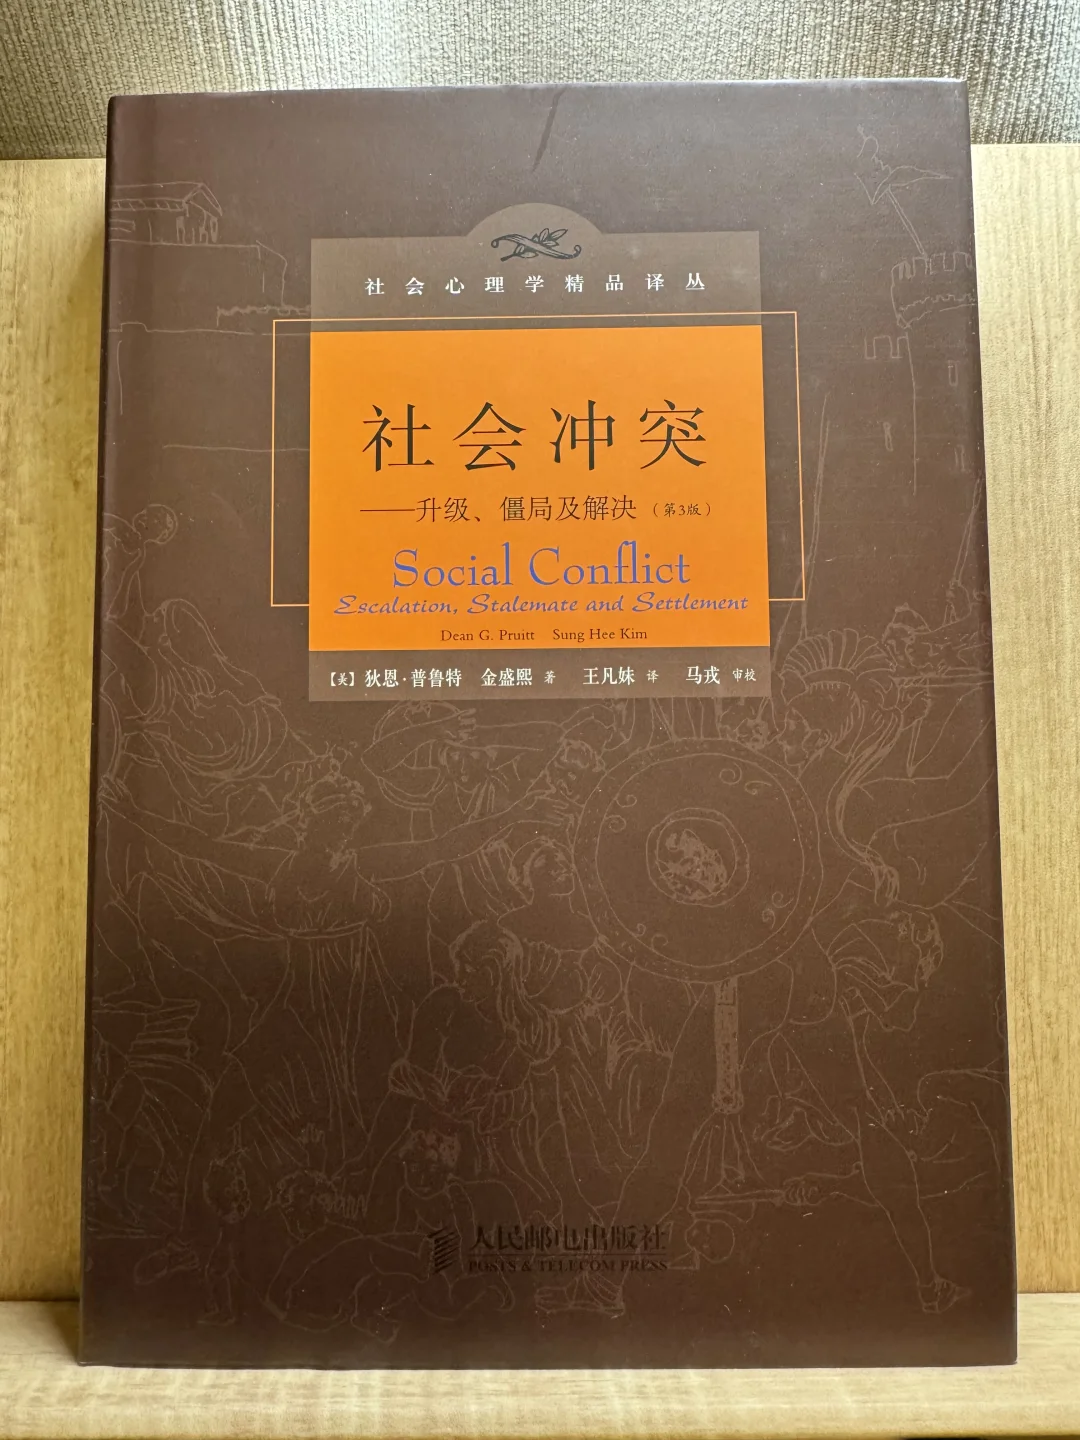 社会心理学精品译丛
社会冲突
——升级、僵局及解决（第3版）
Social Conflict
Escalation, Stalemate and Settlement
Dean G. Pruitt Sung Hee Kim
【美】狄恩·普鲁特 金盛熙 著 王凡妹 译 马戎 审校
人民邮电出版社
POSTS & TELECOM PRESS